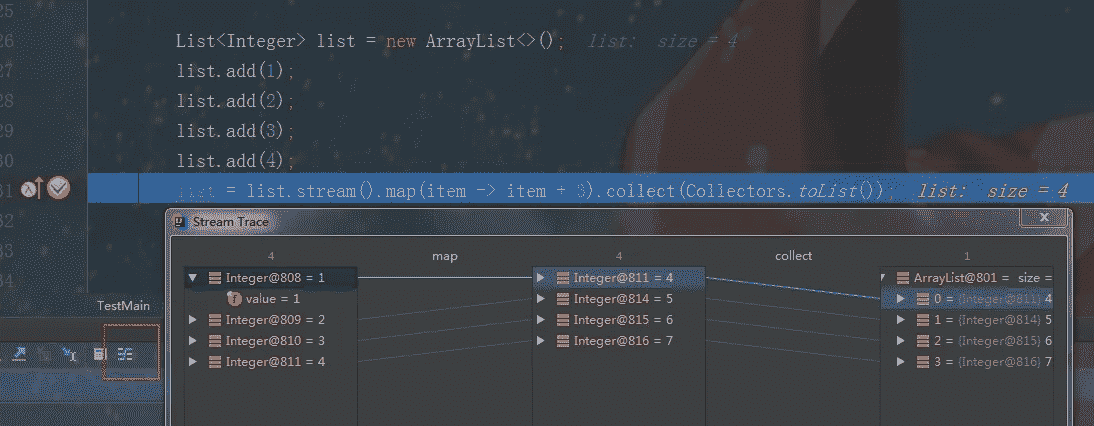 25
26
List<Integer> list = new ArrayList<>(); list: size = 4
27
list.add(1);
28
list.add(2);
29
list.add(3);
30
list.add(4);
31
list = list.stream().map(item -> item + 3).collect(Collectors.toList()); list: size = 4
32
Stream Trace
33
4 map 4 collect 1
34
Integer@808 = 1
value = 1
Integer@809 = 2
Integer@810 = 3
Integer@811 = 4
Integer@811 = 4
Integer@814 = 5
Integer@815 = 6
Integer@816 = 7
ArrayList@801 = size =
0 = {Integer@811} 4
1 = {Integer@814} 5
2 = {Integer@815} 6
3 = {Integer@816} 7
TestMain